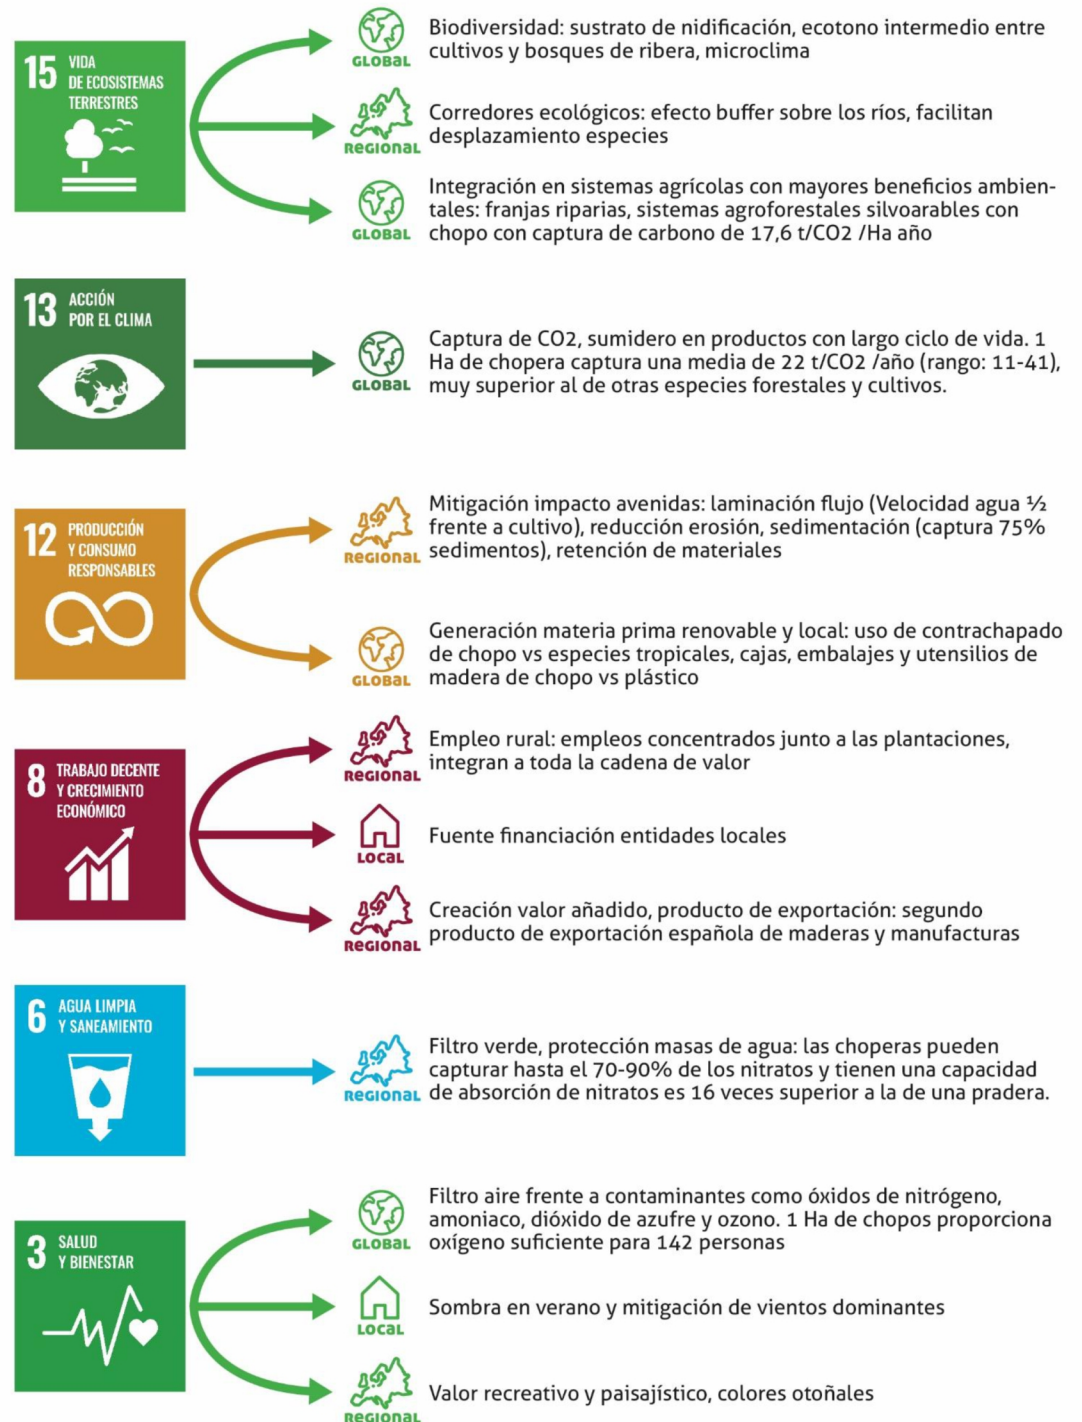 15 VIDA
DE ECOSISTEMAS
TERRESTRES
GLOBAL
Biodiversidad: sustrato de nidificación, ecotono intermedio entre
cultivos y bosques de ribera, microclima
REGIONAL
Corredores ecológicos: efecto buffer sobre los ríos, facilitan
desplazamiento especies
GLOBAL
Integración en sistemas agrícolas con mayores beneficios ambien-
tales: franjas riparias, sistemas agroforestales silvoarables con
chopo con captura de carbono de 17,6 t/CO2 /Ha año
13 ACCIÓN
POR EL CLIMA
GLOBAL
Captura de CO2, sumidero en productos con largo ciclo de vida. 1
Ha de chopera captura una media de 22 t/CO2 /año (rango: 11-41),
muy superior al de otras especies forestales y cultivos.
12 PRODUCCIÓN
Y CONSUMO
RESPONSABLES
REGIONAL
Mitigación impacto avenidas: laminación flujo (Velocidad agua ½
frente a cultivo), reducción erosión, sedimentación (captura 75%
sedimentos), retención de materiales
GLOBAL
Generación materia prima renovable y local: uso de contrachapado
de chopo vs especies tropicales, cajas, embalajes y utensilios de
madera de chopo vs plástico
8 TRABAJO DECENTE
Y CRECIMIENTO
ECONÓMICO
REGIONAL
Empleo rural: empleos concentrados junto a las plantaciones,
integran a toda la cadena de valor
LOCAL
Fuente financiación entidades locales
REGIONAL
Creación valor añadido, producto de exportación: segundo
producto de exportación española de maderas y manufacturas
6 AGUA LIMPIA
Y SANEAMIENTO
REGIONAL
Filtro verde, protección masas de agua: las choperas pueden
capturar hasta el 70-90% de los nitratos y tienen una capacidad
de absorción de nitratos es 16 veces superior a la de una pradera.
3 SALUD
Y BIENESTAR
GLOBAL
Filtro aire frente a contaminantes como óxidos de nitrógeno,
amoniaco, dióxido de azufre y ozono. 1 Ha de chopos proporciona
oxígeno suficiente para 142 personas
LOCAL
Sombra en verano y mitigación de vientos dominantes
REGIONAL
Valor recreativo y paisajístico, colores otoñales